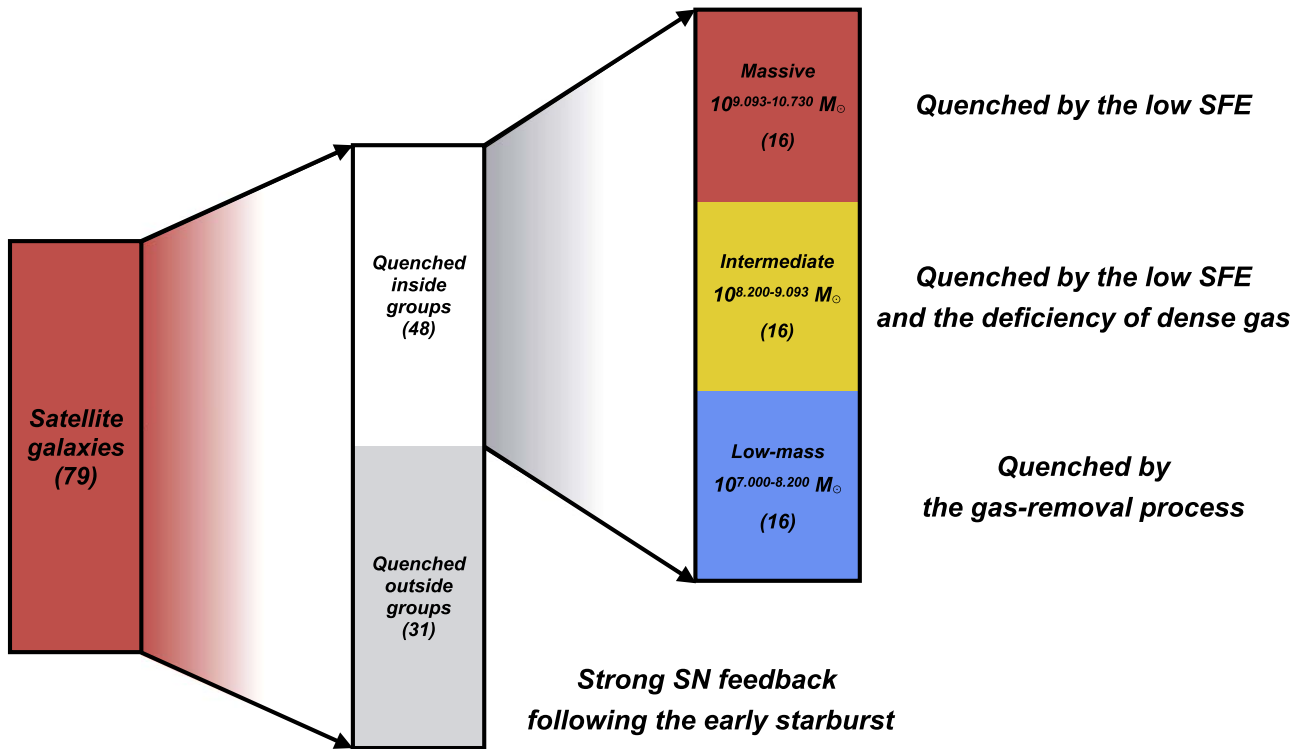 Satellite
galaxies
(79)
Quenched
inside
groups
(48)
Quenched
outside
groups
(31)
Massive
10^9.093-10.730 M☉
(16)
Intermediate
10^8.200-9.093 M☉
(16)
Low-mass
10^7.000-8.200 M☉
(16)
Quenched by the low SFE
Quenched by the low SFE
and the deficiency of dense gas
Quenched by
the gas-removal process
Strong SN feedback
following the early starburst